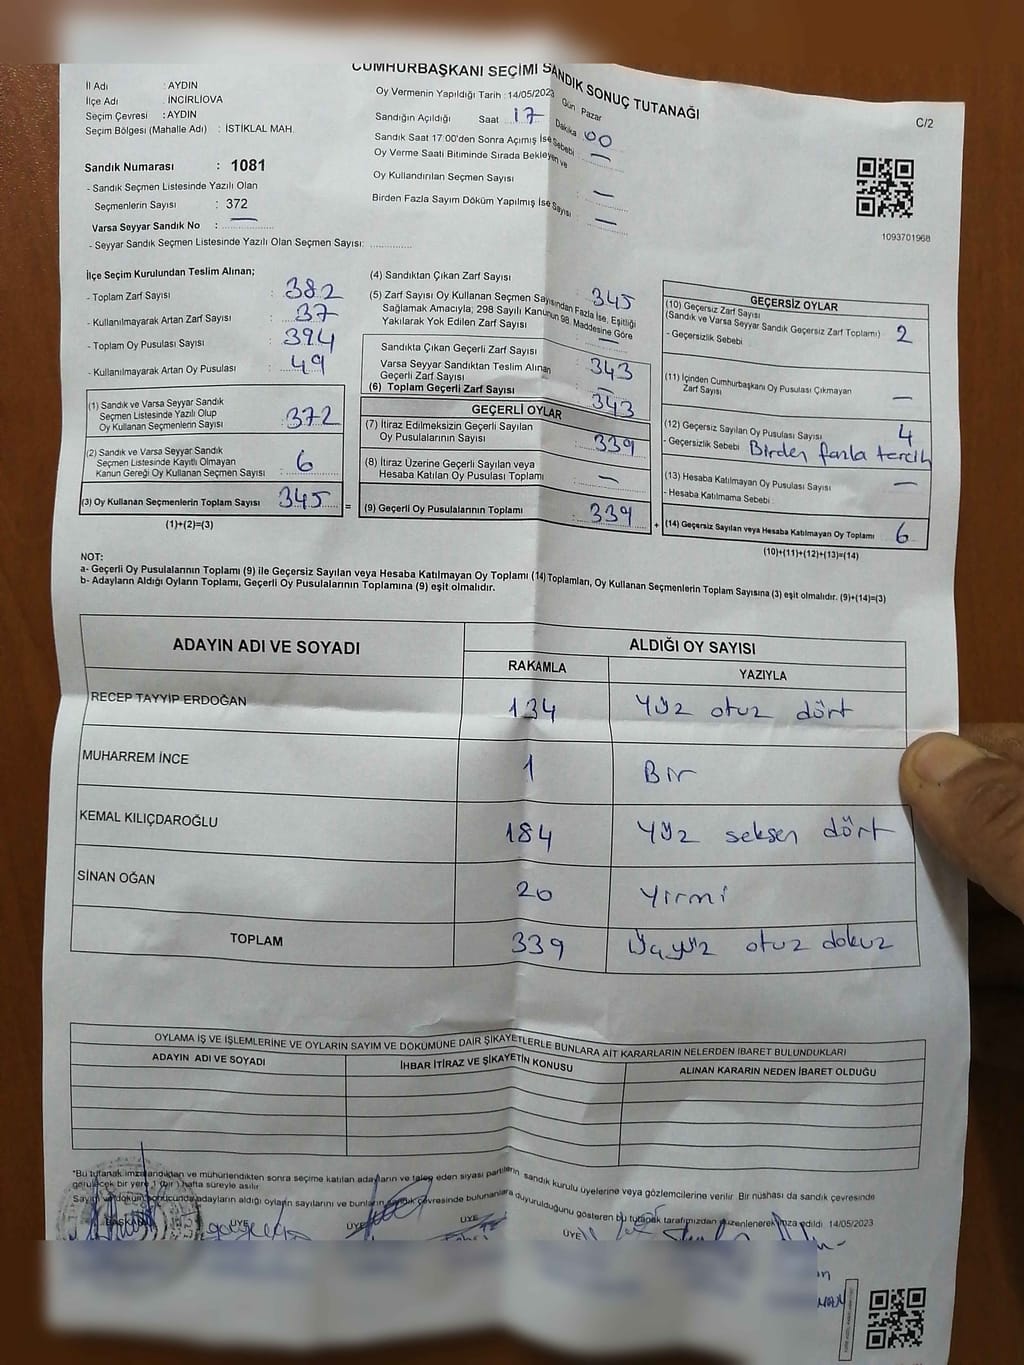 CUMHURBAŞKANI SEÇİMİ SANDIK SONUÇ TUTANAĞI
C/2
İl Adı : AYDIN
İlçe Adı : İNCİRLİOVA
Seçim Çevresi : AYDIN
Seçim Bölgesi (Mahalle Adı) : İSTİKLAL MAH.
Sandık Numarası : 1081
- Sandık Seçmen Listesinde Yazılı Olan
Seçmenlerin Sayısı : 372
Varsa Seyyar Sandık No : —
- Seyyar Sandık Seçmen Listesinde Yazılı Olan Seçmen Sayısı: ............
Oy Vermenin Yapıldığı Tarih : 14/05/2023 Gün Pazar
Sandığın Açıldığı Saat 17 Dakika 00
Sandık Saat 17:00'den Sonra Açımış İse Sebebi —
Oy Verme Saati Bitiminde Sırada Bekleyen ve
Oy Kullandırılan Seçmen Sayısı : —
Birden Fazla Sayım Döküm Yapılmış İse Sayısı : —
1093701968
İlçe Seçim Kurulundan Teslim Alınan;
- Toplam Zarf Sayısı : 382
- Kullanılmayarak Artan Zarf Sayısı : 37
- Toplam Oy Pusulası Sayısı : 394
- Kullanılmayarak Artan Oy Pusulası : 49
(1) Sandık ve Varsa Seyyar Sandık
Seçmen Listesinde Yazılı Olup
Oy Kullanan Seçmenlerin Sayısı : 372
(2) Sandık ve Varsa Seyyar Sandık
Seçmen Listesinde Kayıtlı Olmayan
Kanun Gereği Oy Kullanan Seçmen Sayısı : 6
(3) Oy Kullanan Seçmenlerin Toplam Sayısı 345 =
(1)+(2)=(3)
(4) Sandıktan Çıkan Zarf Sayısı : 345
(5) Zarf Sayısı Oy Kullanan Seçmen Sayısından Fazla İse, Eşitliği
Sağlamak Amacıyla; 298 Sayılı Kanunun 98. Maddesine Göre
Yakılarak Yok Edilen Zarf Sayısı —
Sandıkta Çıkan Geçerli Zarf Sayısı : 343
Varsa Seyyar Sandıktan Teslim Alınan
Geçerli Zarf Sayısı : —
(6) Toplam Geçerli Zarf Sayısı : 343
GEÇERLİ OYLAR
(7) İtiraz Edilmeksizin Geçerli Sayılan
Oy Pusulalarının Sayısı : 339
(8) İtiraz Üzerine Geçerli Sayılan veya
Hesaba Katılan Oy Pusulası Toplamı : —
(9) Geçerli Oy Pusulalarının Toplamı : 339 +
GEÇERSİZ OYLAR
(10) Geçersiz Zarf Sayısı
(Sandık ve Varsa Seyyar Sandık Geçersiz Zarf Toplamı) 2
- Geçersizlik Sebebi :
(11) İçinden Cumhurbaşkanı Oy Pusulası Çıkmayan
Zarf Sayısı —
(12) Geçersiz Sayılan Oy Pusulası Sayısı 4
- Geçersizlik Sebebi Birden fazla tercih
(13) Hesaba Katılmayan Oy Pusulası Sayısı —
- Hesaba Katılmama Sebebi :
(14) Geçersiz Sayılan veya Hesaba Katılmayan Oy Toplamı 6
(10)+(11)+(12)+(13)=(14)
NOT:
a- Geçerli Oy Pusulalarının Toplamı (9) ile Geçersiz Sayılan veya Hesaba Katılmayan Oy Toplamı (14) Toplamları, Oy Kullanan Seçmenlerin Toplam Sayısına (3) eşit olmalıdır. (9)+(14)=(3)
b- Adayların Aldığı Oyların Toplamı, Geçerli Oy Pusulalarının Toplamına (9) eşit olmalıdır.
ADAYIN ADI VE SOYADI ALDIĞI OY SAYISI
RAKAMLA YAZIYLA
RECEP TAYYİP ERDOĞAN 134 Yüz otuz dört
MUHARREM İNCE 1 Bir
KEMAL KILIÇDAROĞLU 184 Yüz seksen dört
SİNAN OĞAN 20 Yirmi
TOPLAM 339 Üçyüz otuz dokuz
OYLAMA İŞ VE İŞLEMLERİNE VE OYLARIN SAYIM VE DÖKÜMÜNE DAİR ŞİKAYETLERLE BUNLARA AİT KARARLARIN NELERDEN İBARET BULUNDUKLARI
ADAYIN ADI VE SOYADI İHBAR İTİRAZ VE ŞİKAYETİN KONUSU ALINAN KARARIN NEDEN İBARET OLDUĞU
*Bu tutanak imzalandıktan ve mühürlendikten sonra seçime katılan adayların ve talep eden siyasi partilerin sandık kurulu üyelerine veya gözlemcilerine verilir. Bir nüshası da sandık çevresinde
görülecek bir yere 1 (bir) hafta süreyle asılır.
Sayım ve döküm sonucunda adayların aldığı oyların sayılarını ve bunların sandık çevresinde bulunanlara duyurulduğunu gösteren bu tutanak tarafımızdan düzenlenerek imza edildi. 14/05/2023
BAŞKAN ÜYE ÜYE ÜYE ÜYE